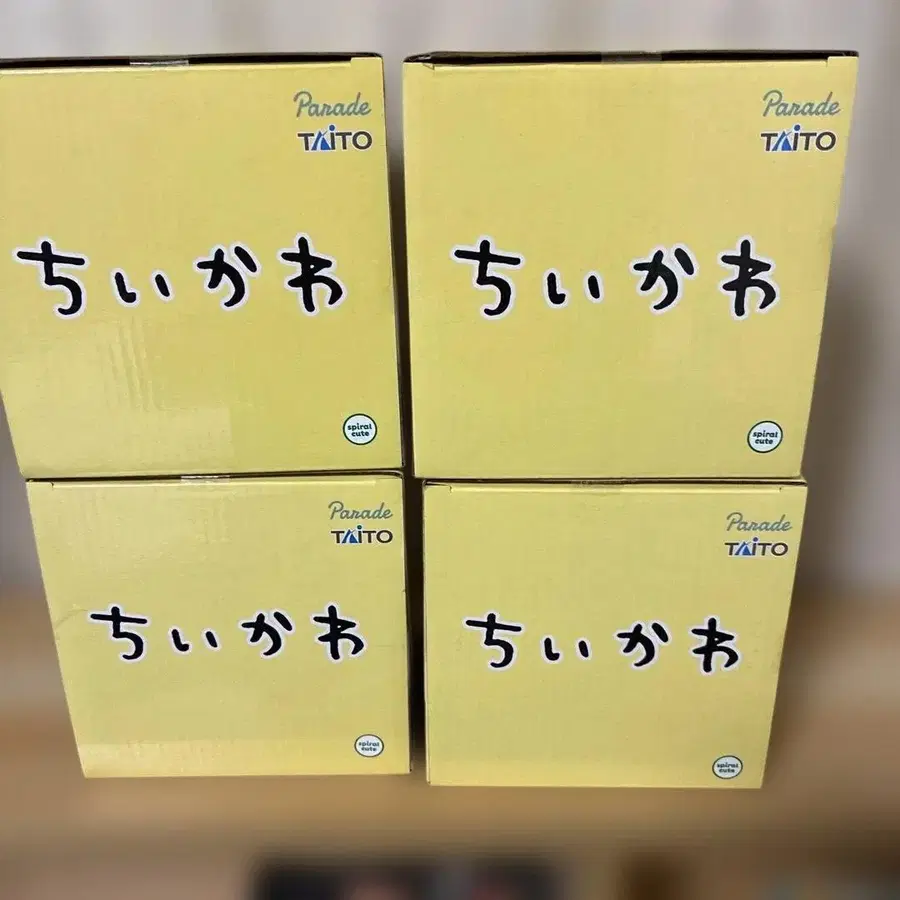 Parade
TAiTO
ちいかわ
spiral
cute
Parade
TAiTO
ちいかわ
spiral
cute
Parade
TAiTO
ちいかわ
spiral
cute
Parade
TAiTO
ちいかわ
spiral
cute